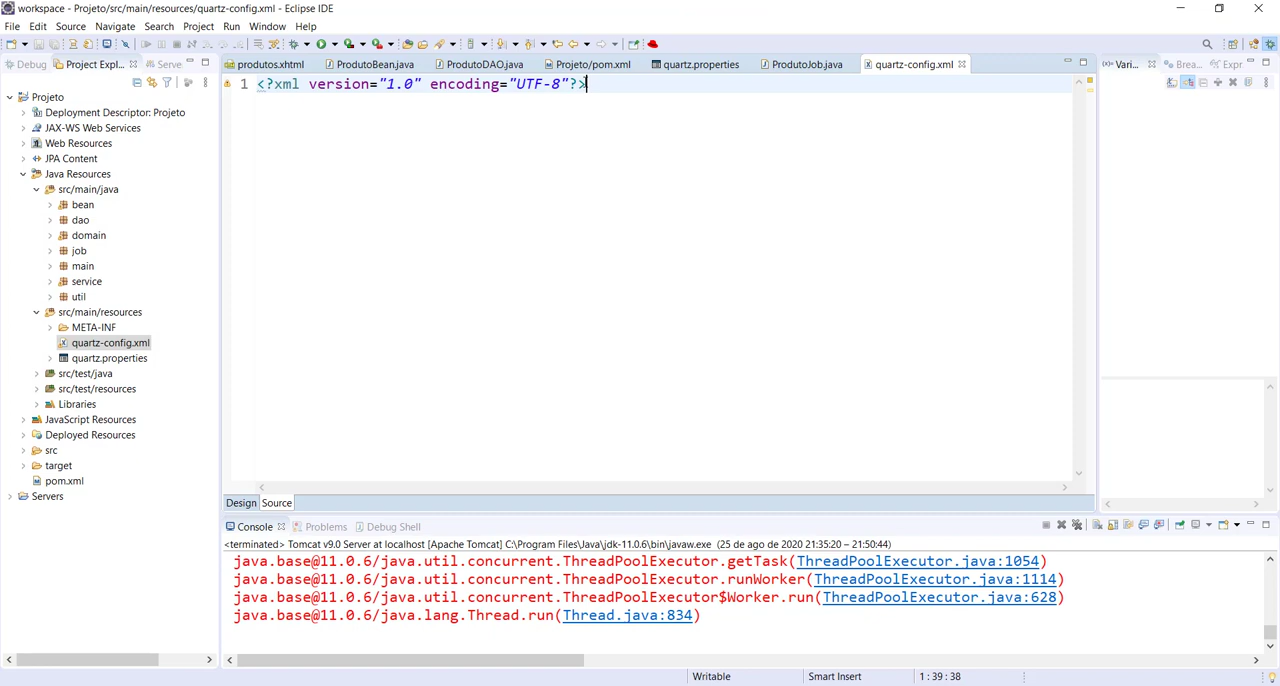 workspace - Projeto/src/main/resources/quartz-config.xml - Eclipse IDE
File Edit Source Navigate Search Project Run Window Help
Debug Project Expl... Serve
produtos.xhtml ProdutoBean.java ProdutoDAO.java Projeto/pom.xml quartz.properties ProdutoJob.java quartz-config.xml
Vari... Brea... Expr
1 <?xml version="1.0" encoding="UTF-8"?>
Projeto
Deployment Descriptor: Projeto
JAX-WS Web Services
Web Resources
JPA Content
Java Resources
src/main/java
bean
dao
domain
job
main
service
util
src/main/resources
META-INF
quartz-config.xml
quartz.properties
src/test/java
src/test/resources
Libraries
JavaScript Resources
Deployed Resources
src
target
pom.xml
Servers
Design Source
Console Problems Debug Shell
<terminated> Tomcat v9.0 Server at localhost [Apache Tomcat] C:\Program Files\Java\jdk-11.0.6\bin\javaw.exe (25 de ago de 2020 21:35:20 – 21:50:44)
java.base@11.0.6/java.util.concurrent.ThreadPoolExecutor.getTask(ThreadPoolExecutor.java:1054)
java.base@11.0.6/java.util.concurrent.ThreadPoolExecutor.runWorker(ThreadPoolExecutor.java:1114)
java.base@11.0.6/java.util.concurrent.ThreadPoolExecutor$Worker.run(ThreadPoolExecutor.java:628)
java.base@11.0.6/java.lang.Thread.run(Thread.java:834)
Writable Smart Insert 1 : 39 : 38